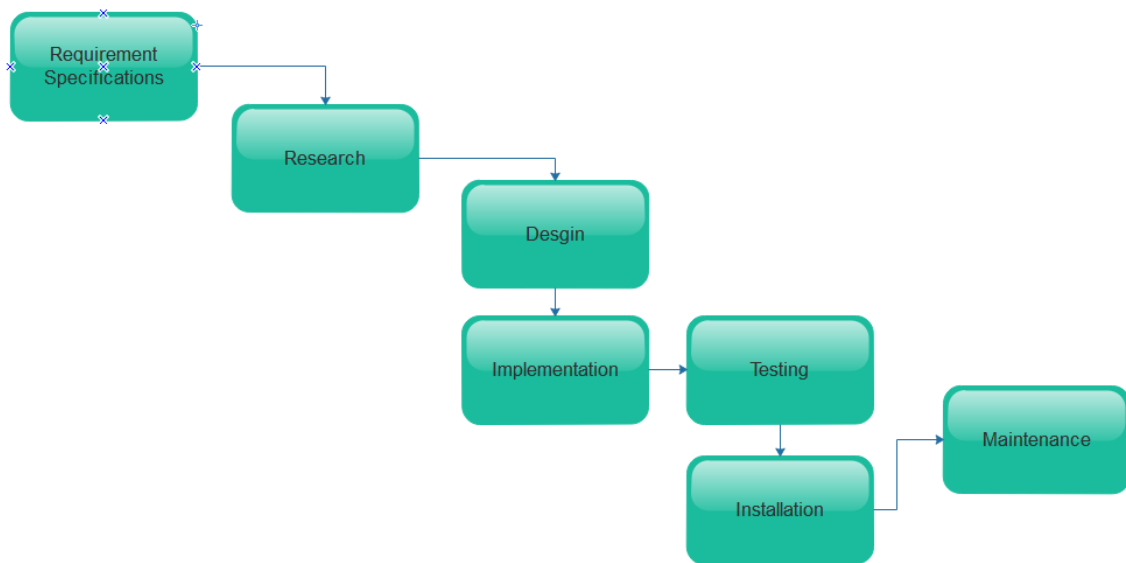 Requirement
Specifications
Research
Desgin
Implementation
Testing
Maintenance
Installation